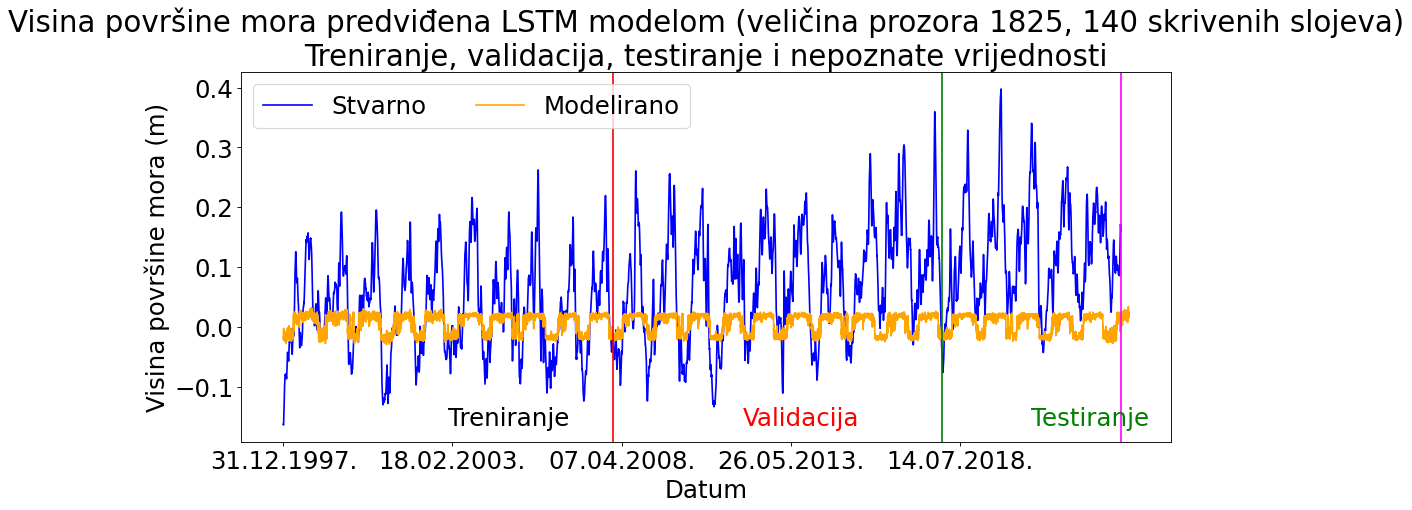 Visina površine mora predviđena LSTM modelom (veličina prozora 1825, 140 skrivenih slojeva)
Treniranje, validacija, testiranje i nepoznate vrijednosti
Stvarno Modelirano
Visina površine mora (m)
0.4
0.3
0.2
0.1
0.0
−0.1
Treniranje Validacija Testiranje
31.12.1997. 18.02.2003. 07.04.2008. 26.05.2013. 14.07.2018.
Datum